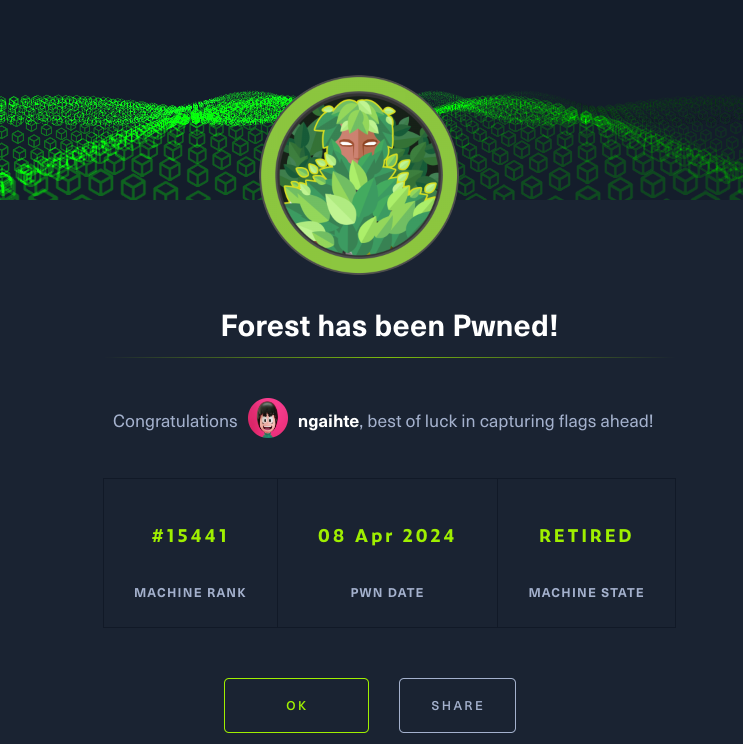 Forest has been Pwned!
Congratulations ngaihte, best of luck in capturing flags ahead!
#15441 08 Apr 2024 RETIRED
MACHINE RANK PWN DATE MACHINE STATE
OK SHARE